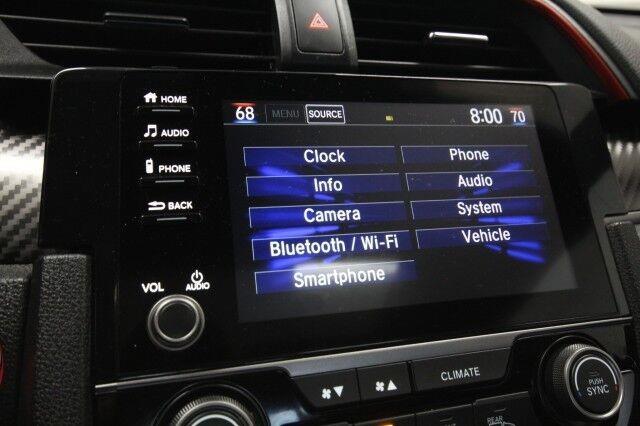 HOME
AUDIO
PHONE
BACK
VOL
AUDIO
68 MENU SOURCE 8:00 70
Clock Phone
Info Audio
Camera System
Bluetooth / Wi-Fi Vehicle
Smartphone
CLIMATE
PUSH
SYNC
REAR